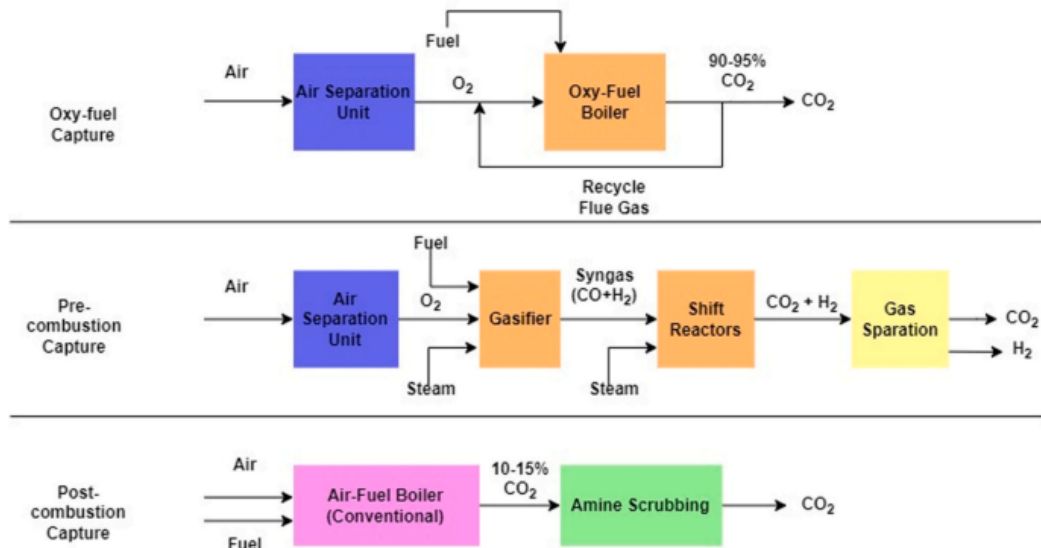 Fuel
90-95%
CO₂
Air
Air Separation
Unit
O₂
Oxy-Fuel
Boiler
CO₂
Oxy-fuel
Capture
Recycle
Flue Gas
Fuel
Syngas
(CO+H₂)
Air
Pre-
combustion
Capture
Air
Separation
Unit
O₂
Gasifier
Shift
Reactors
CO₂ + H₂
Gas
Sparation
CO₂
H₂
Steam
Steam
Air
10-15%
CO₂
Post-
combustion
Capture
Air-Fuel Boiler
(Conventional)
Amine Scrubbing
CO₂
Fuel